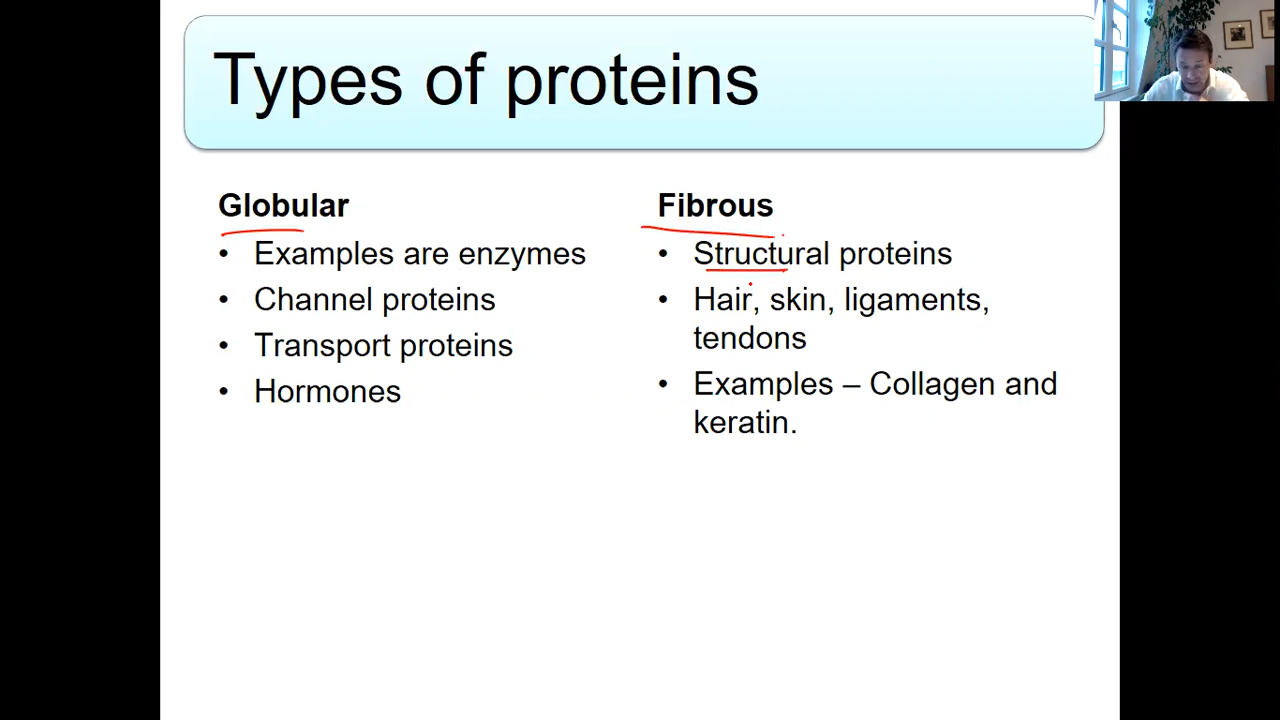 Types of proteins
Globular
• Examples are enzymes
• Channel proteins
• Transport proteins
• Hormones
Fibrous
• Structural proteins
• Hair, skin, ligaments,
tendons
• Examples – Collagen and
keratin.